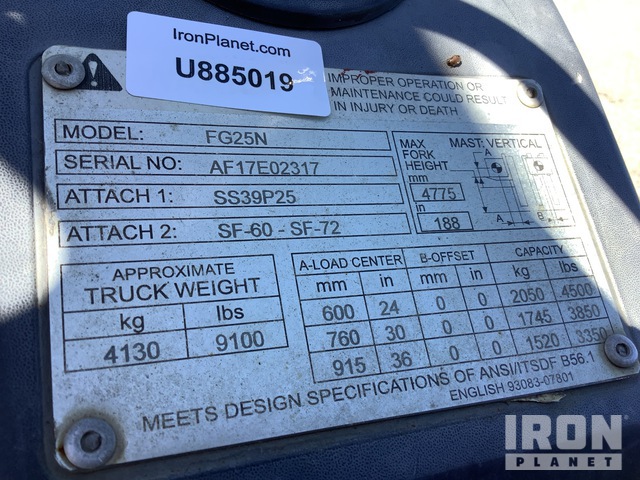 IronPlanet.com
U885019
IMPROPER OPERATION OR
MAINTENANCE COULD RESULT
IN INJURY OR DEATH
MODEL: FG25N
SERIAL NO: AF17E02317
ATTACH 1: SS39P25
ATTACH 2: SF-60 - SF-72
MAX FORK HEIGHT
mm
4775
in
188
MAST, VERTICAL
A
A B
APPROXIMATE
TRUCK WEIGHT
kg lbs
4130 9100
A-LOAD CENTER B-OFFSET CAPACITY
mm in mm in kg lbs
600 24 0 0 2050 4500
760 30 0 0 1745 3850
915 36 0 0 1520 3350
MEETS DESIGN SPECIFICATIONS OF ANSI/ITSDF B56.1
ENGLISH 93083-07801
IRON
PLANET